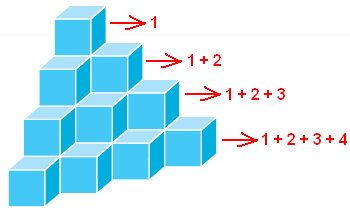 1
1 + 2
1 + 2 + 3
1 + 2 + 3 + 4